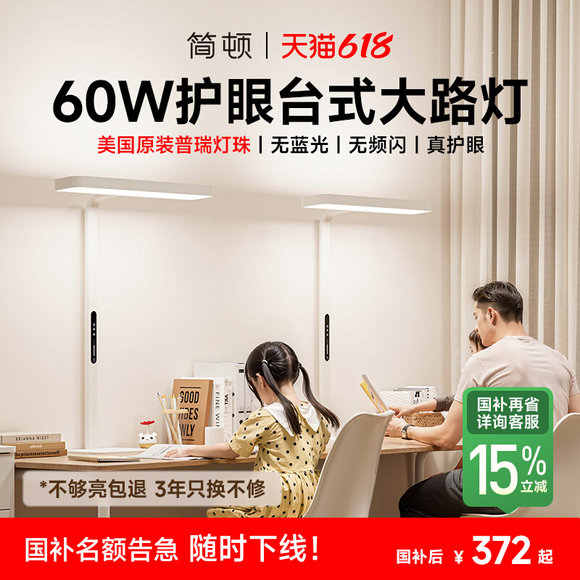 简顿 | 天猫618
60W护眼台式大路灯
美国原装普瑞灯珠 | 无蓝光 | 无频闪 | 真护眼
国补再省
详询客服
15%
立减
BRIANNA WIEST
*不够亮包退 3年只换不修
国补名额告急 随时下线!
国补后 ¥ 372 起